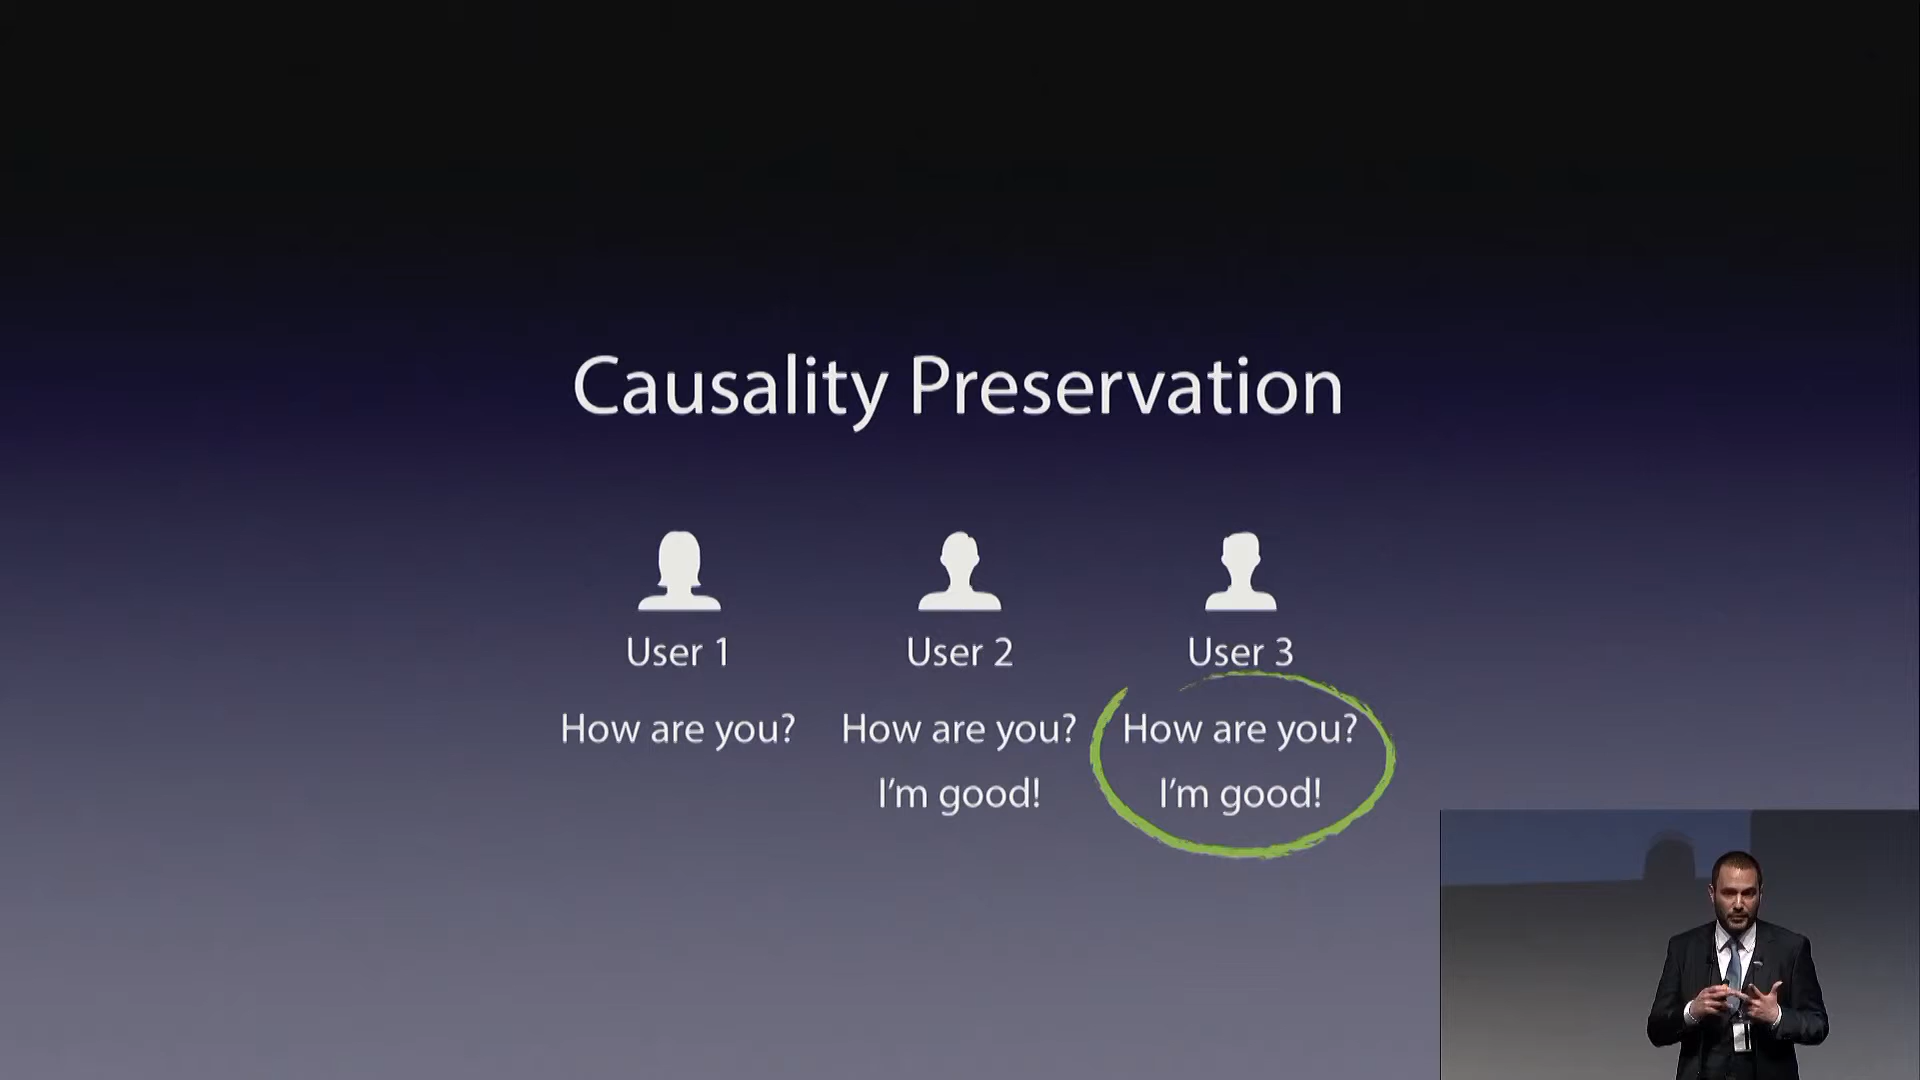 Causality Preservation
User 1
User 2
User 3
How are you?
How are you?
How are you?
I'm good!
I'm good!